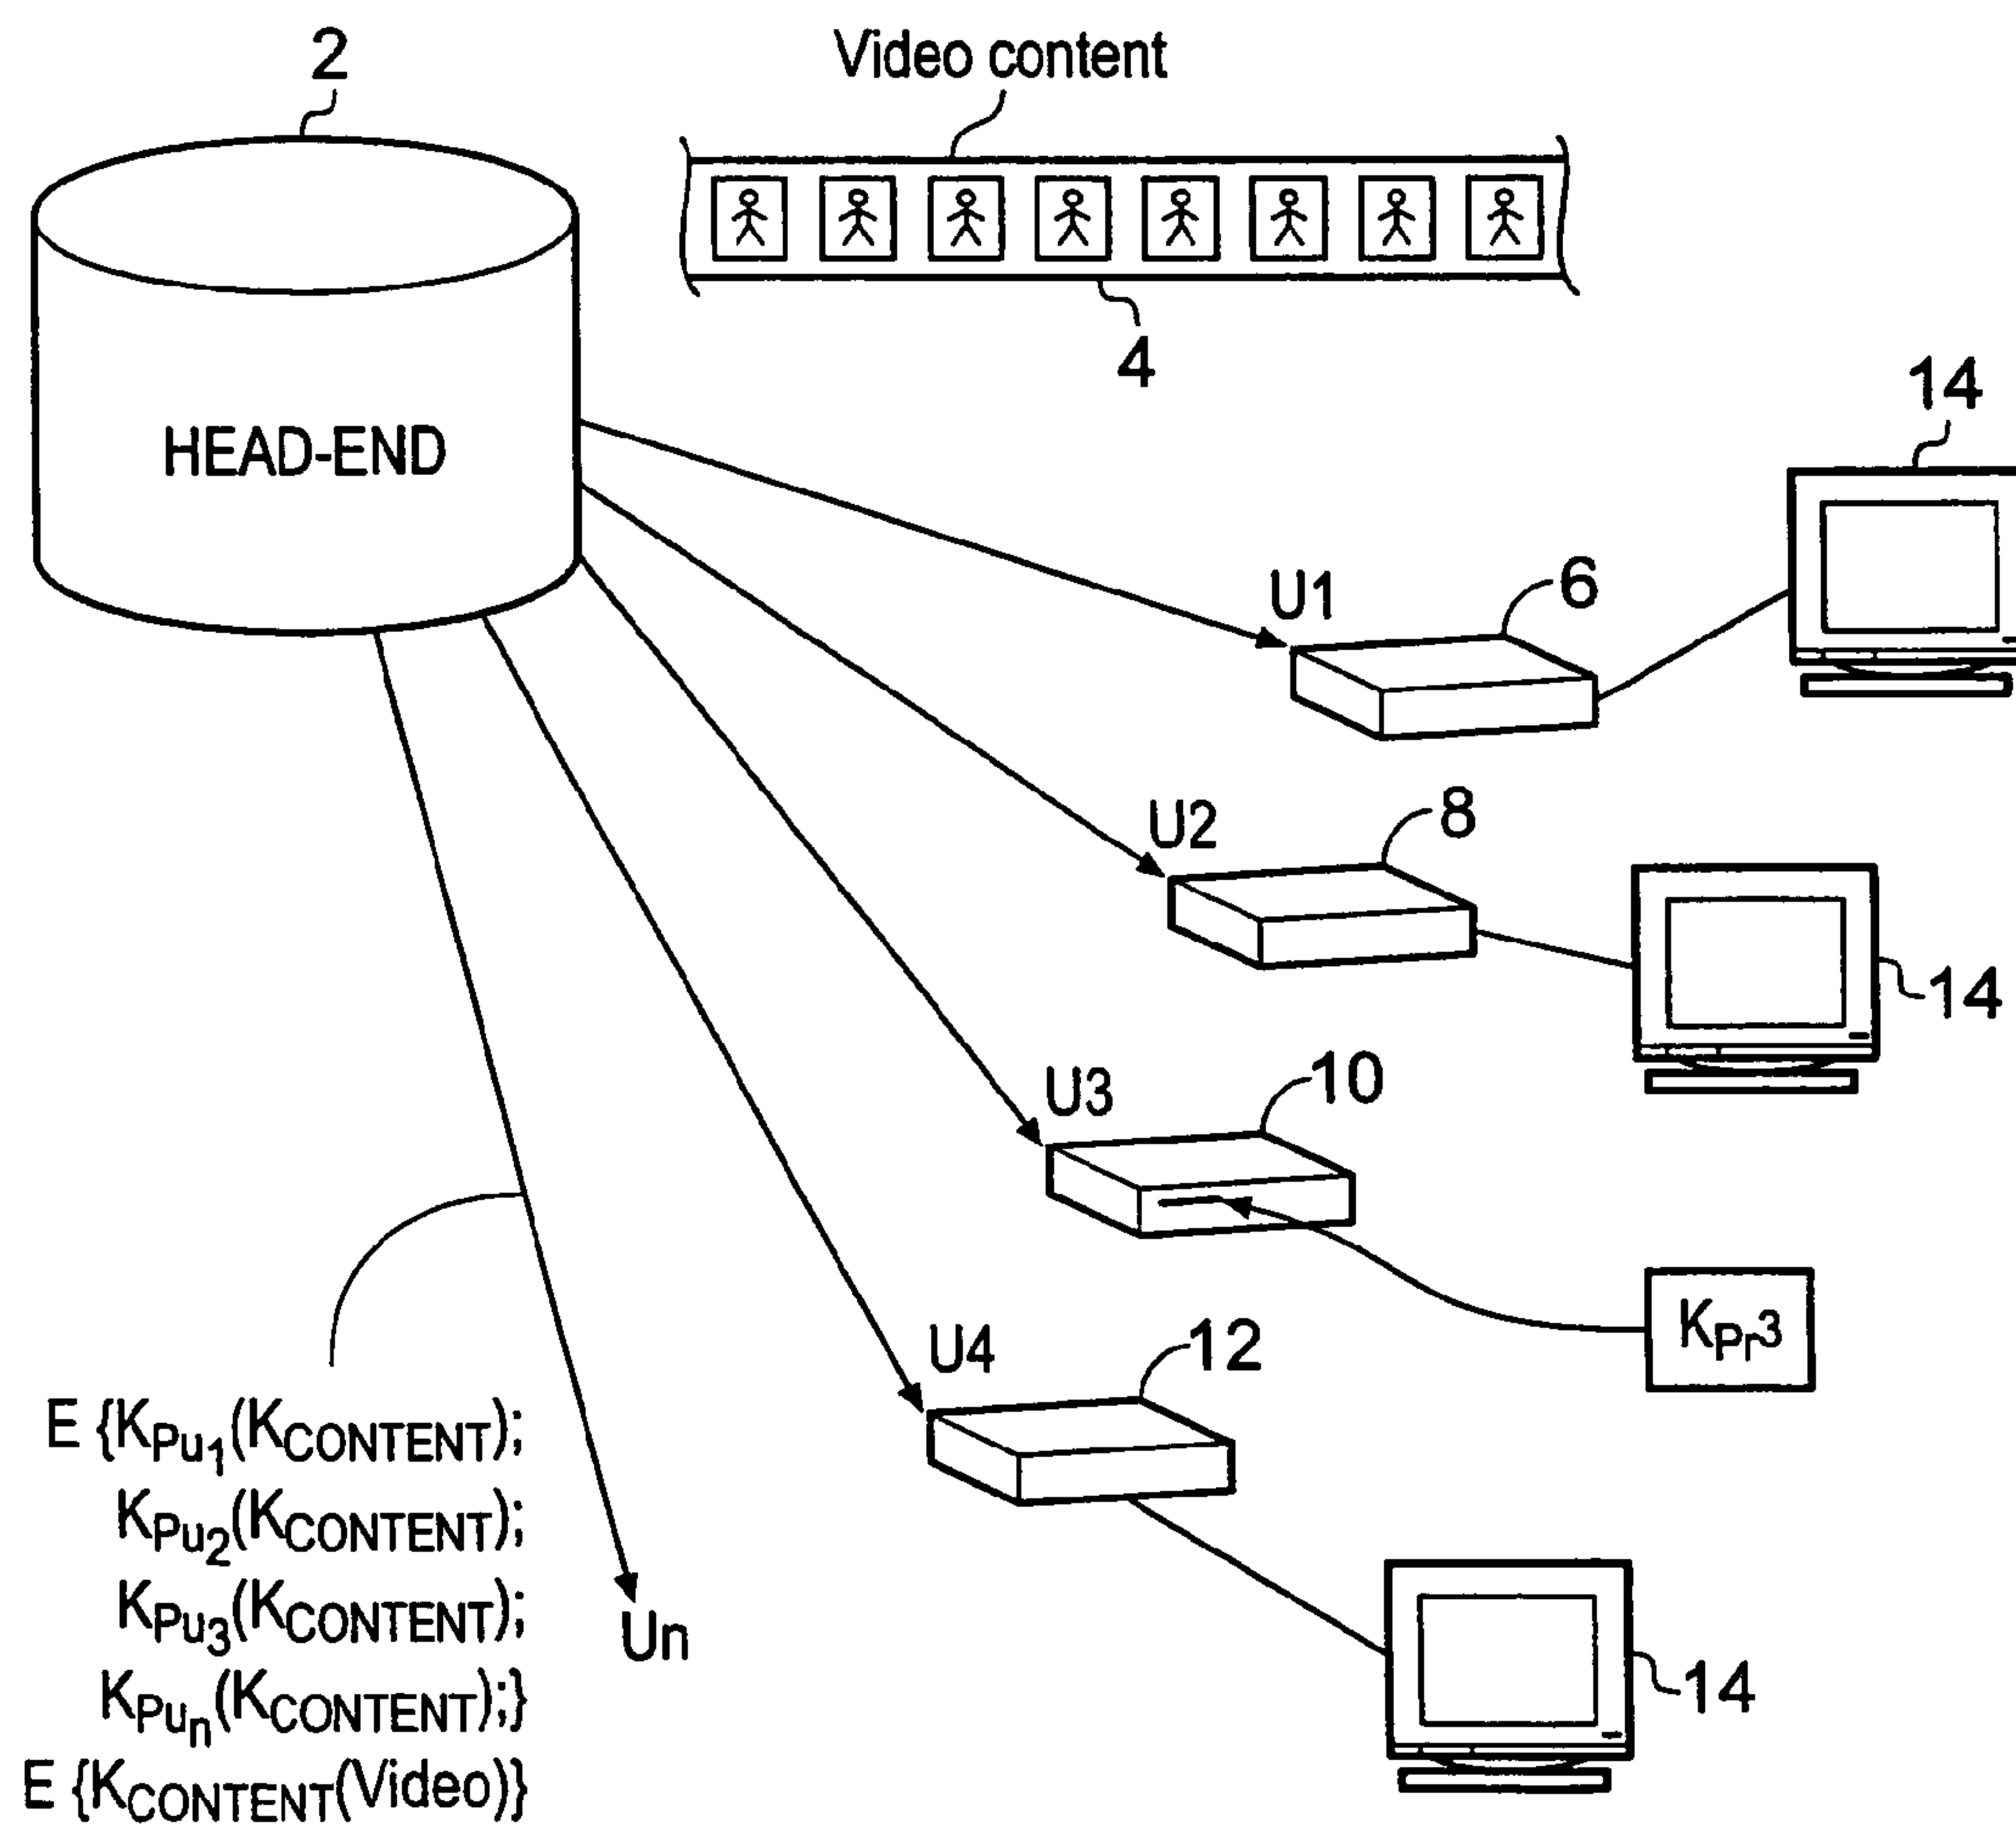 2
Video content
4
HEAD-END
14
U1
6
U2
8
14
U3
10
KPr3
U4
12
E {KPu1(KCONTENT);
KPu2(KCONTENT);
KPu3(KCONTENT);
KPun(KCONTENT);}
E {KCONTENT(Video)}
Un
14